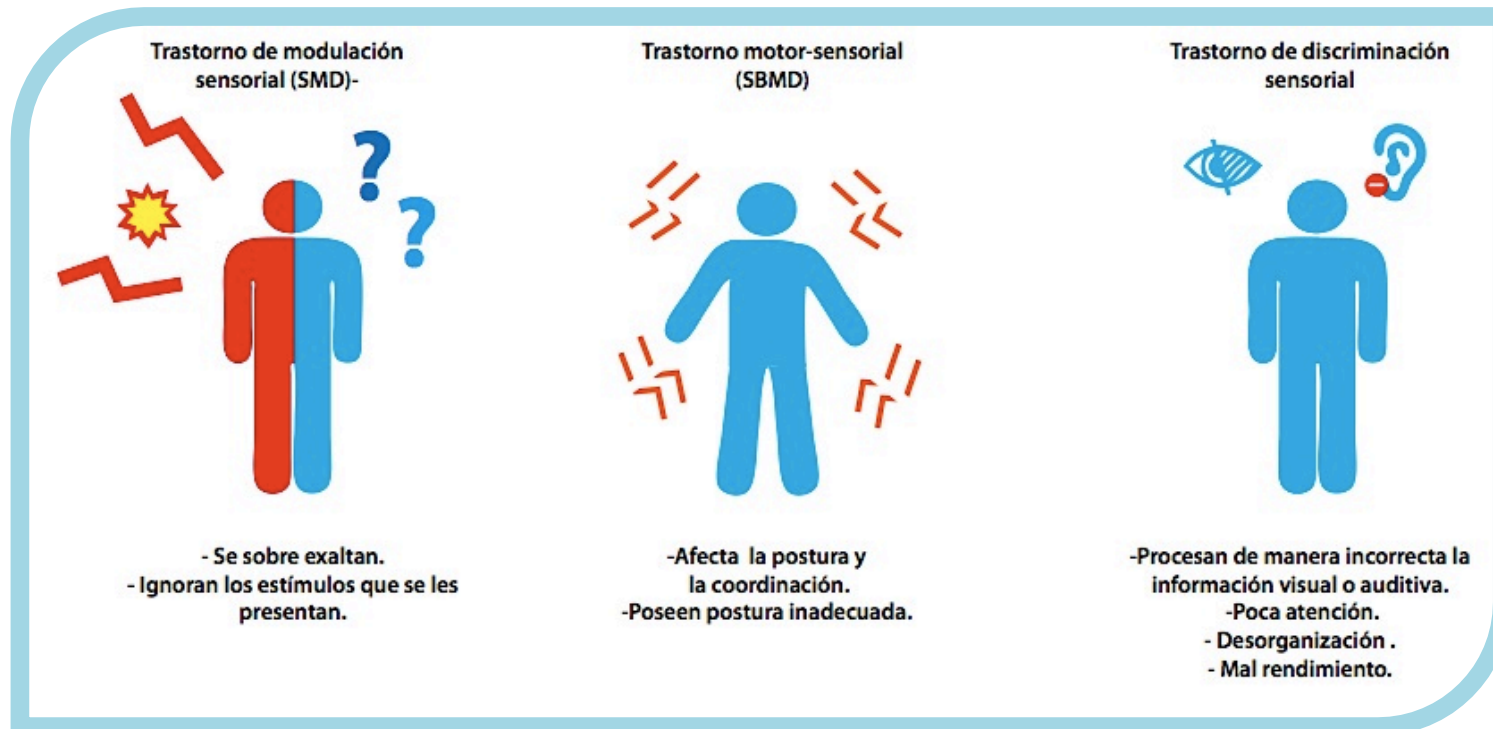 Trastorno de modulación
sensorial (SMD)-
- Se sobre exaltan.
- Ignoran los estímulos que se les
presentan.
Trastorno motor-sensorial
(SBMD)
-Afecta la postura y
la coordinación.
-Poseen postura inadecuada.
Trastorno de discriminación
sensorial
-Procesan de manera incorrecta la
información visual o auditiva.
-Poca atención.
- Desorganización .
- Mal rendimiento.